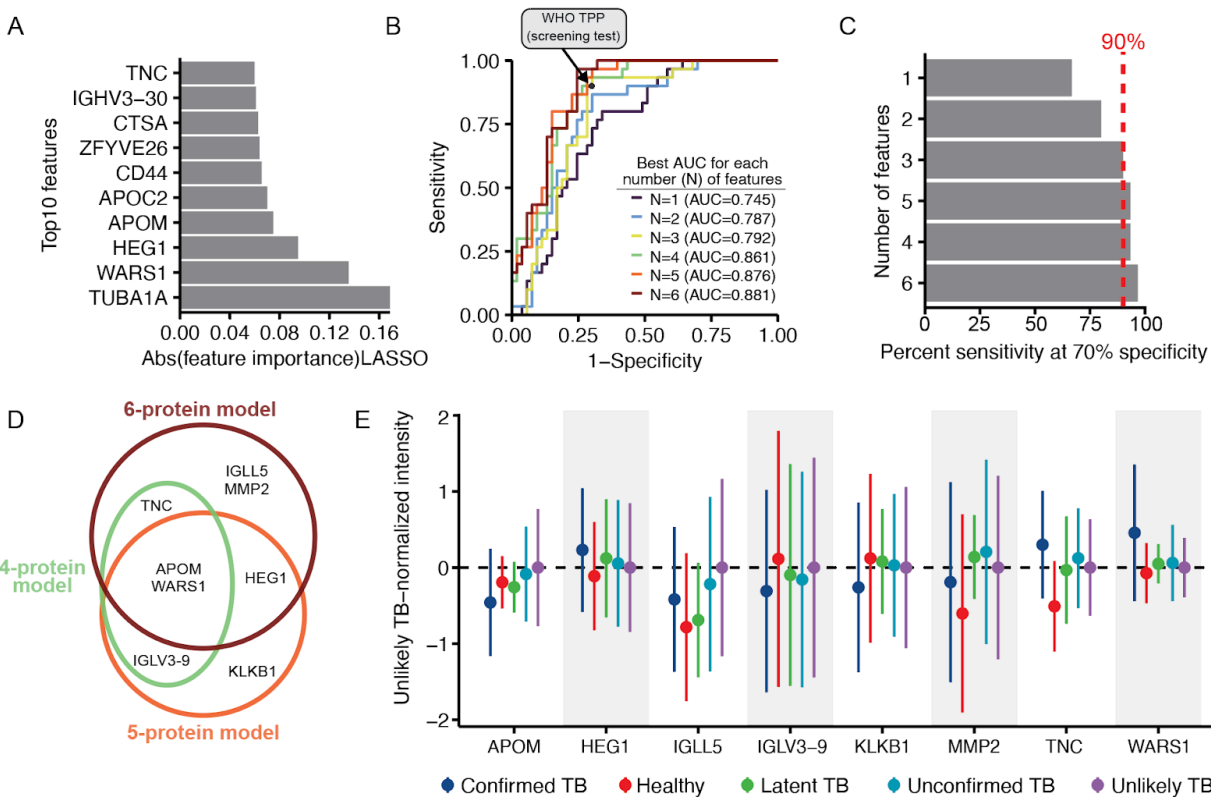 A
Top10 features
TNC
IGHV3−30
CTSA
ZFYVE26
CD44
APOC2
APOM
HEG1
WARS1
TUBA1A
0.00 0.04 0.08 0.12 0.16
Abs(feature importance)LASSO
B
WHO TPP
(screening test)
Sensitivity
1.00
0.75
0.50
0.25
0.00
Best AUC for each
number (N) of features
N=1 (AUC=0.745)
N=2 (AUC=0.787)
N=3 (AUC=0.792)
N=4 (AUC=0.861)
N=5 (AUC=0.876)
N=6 (AUC=0.881)
0.00 0.25 0.50 0.75 1.00
1−Specificity
C
90%
Number of features
1
2
3
5
4
6
0 25 50 75 100
Percent sensitivity at 70% specificity
D
6-protein model
IGLL5
MMP2
TNC
4-protein
model
APOM
WARS1
HEG1
IGLV3-9
KLKB1
5-protein model
E
Unlikely TB−normalized intensity
2
1
0
−1
−2
APOM HEG1 IGLL5 IGLV3−9 KLKB1 MMP2 TNC WARS1
Confirmed TB Healthy Latent TB Unconfirmed TB Unlikely TB